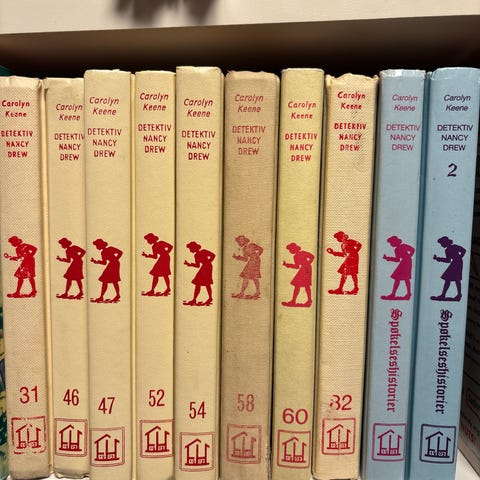 Carolyn
Keene
DETEKTIV
NANCY
DREW
31
Carolyn
Keene
DETEKTIV
NANCY
DREW
46
Carolyn
Keene
DETEKTIV
NANCY
DREW
47
Carolyn
Keene
DETEKTIV
NANCY
DREW
52
Carolyn
Keene
DETEKTIV
NANCY
DREW
54
Carolyn
Keene
DETEKTIV
NANCY
DREW
58
Carolyn
Keene
DETEKTIV
NANCY
DREW
60
Carolyn
Keene
DETEKTIV
NANCY
DREW
82
Carolyn
Keene
DETEKTIV
NANCY
DREW
Spøkelseshistorier
Carolyn
Keene
DETEKTIV
NANCY
DREW
2
Spøkelseshistorier